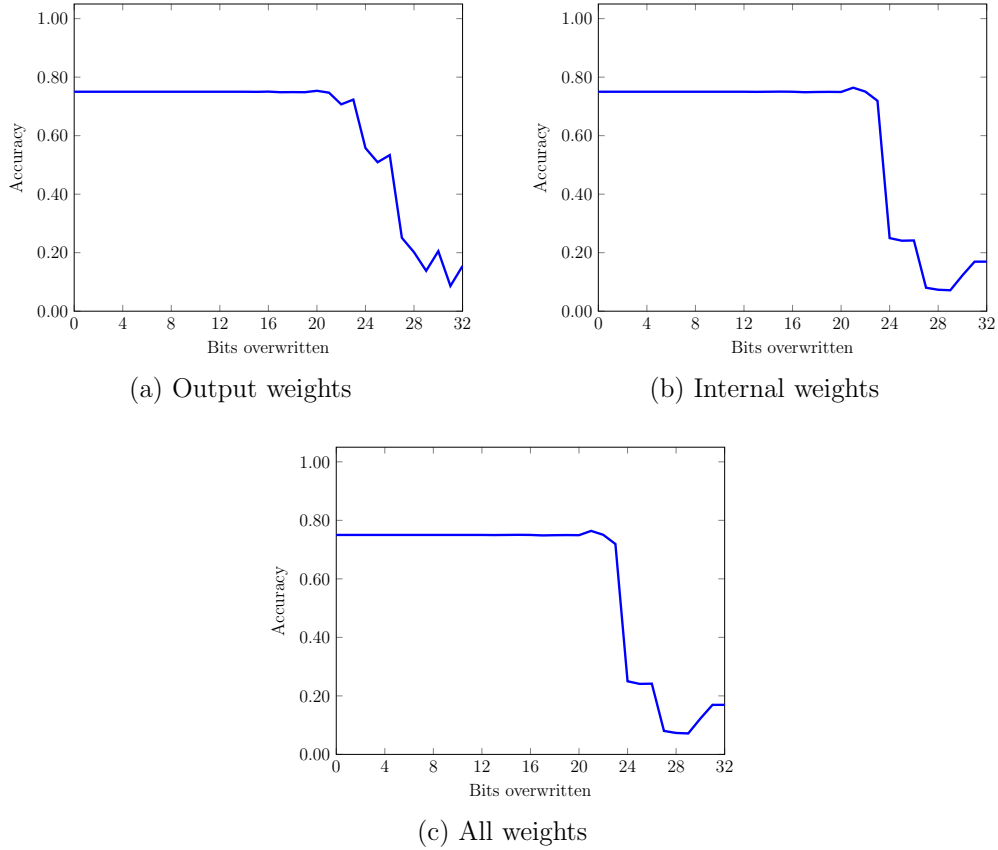 1.00
0.80
0.60
0.40
0.20
0.00
Accuracy
0 4 8 12 16 20 24 28 32
Bits overwritten
(a) Output weights
1.00
0.80
0.60
0.40
0.20
0.00
Accuracy
0 4 8 12 16 20 24 28 32
Bits overwritten
(b) Internal weights
1.00
0.80
0.60
0.40
0.20
0.00
Accuracy
0 4 8 12 16 20 24 28 32
Bits overwritten
(c) All weights